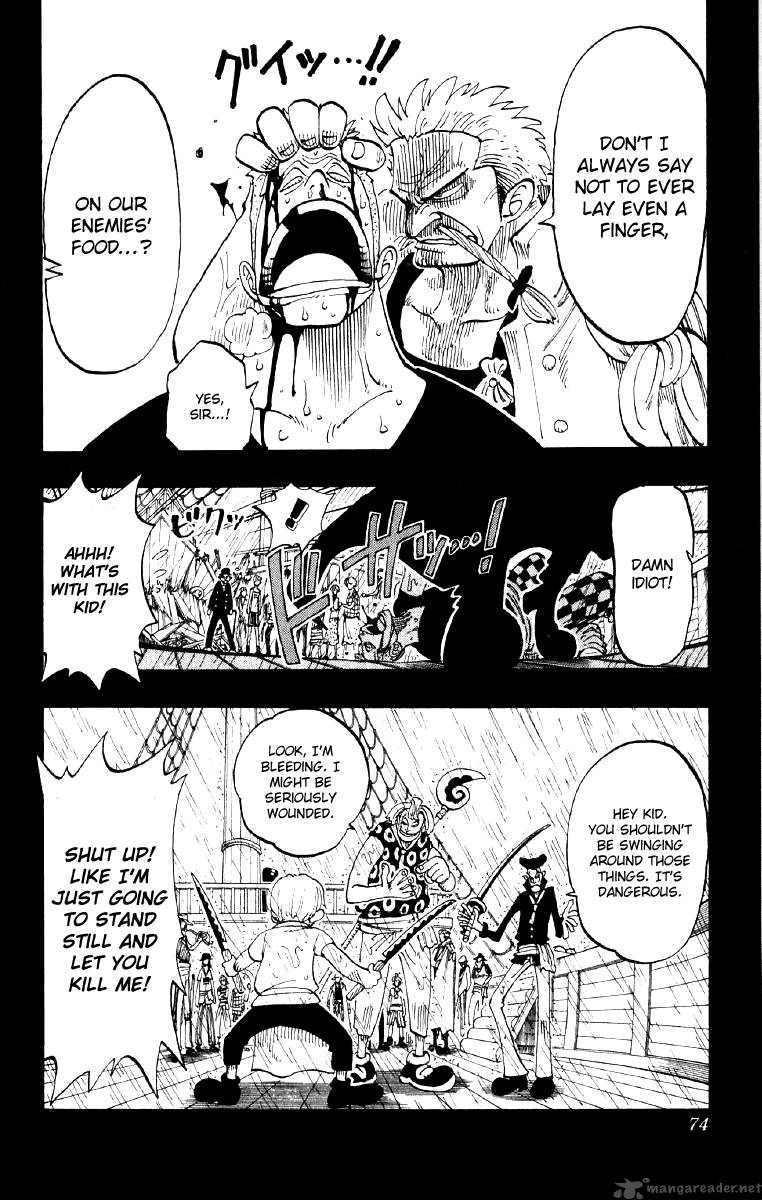 グイッ…!!
DON'T I
ALWAYS SAY
NOT TO EVER
LAY EVEN A
FINGER,
ON OUR
ENEMIES'
FOOD...?
YES,
SIR...!
DAMN
IDIOT!
ドサッ…!
!
ビクッ
AHHH!
WHAT'S
WITH THIS
KID!
HEY KID.
YOU SHOULDN'T
BE SWINGING
AROUND THOSE
THINGS. IT'S
DANGEROUS.
LOOK, I'M
BLEEDING. I
MIGHT BE
SERIOUSLY
WOUNDED.
SHUT UP!
LIKE I'M
JUST GOING
TO STAND
STILL AND
LET YOU
KILL ME!
74
mangareader.net